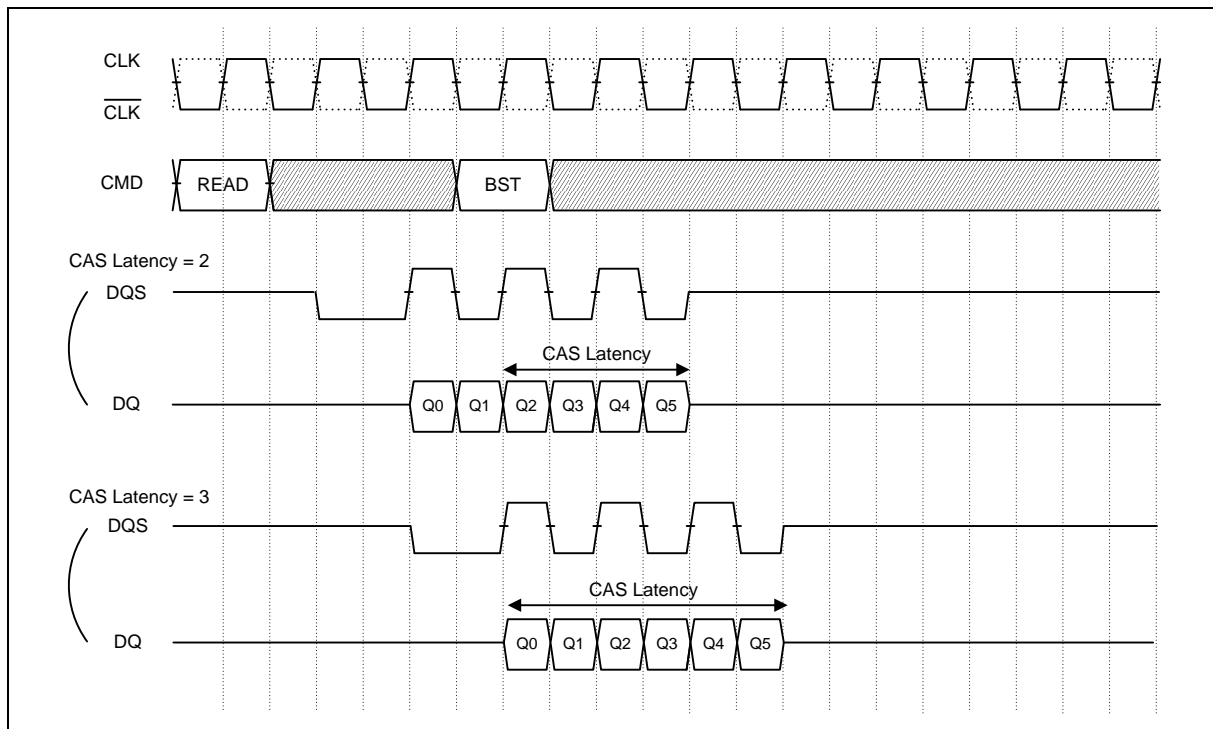 CLK
CLK
CMD READ BST
CAS Latency = 2
DQS
CAS Latency
DQ Q0 Q1 Q2 Q3 Q4 Q5
CAS Latency = 3
DQS
CAS Latency
DQ Q0 Q1 Q2 Q3 Q4 Q5